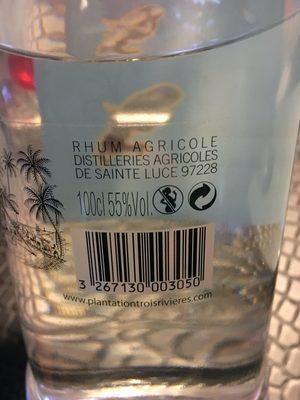 RHUM AGRICOLE
DISTILLERIES AGRICOLES
DE SAINTE LUCE 97228
100cl 55%Vol.
3 267130 003050
www.plantationtroisrivieres.com